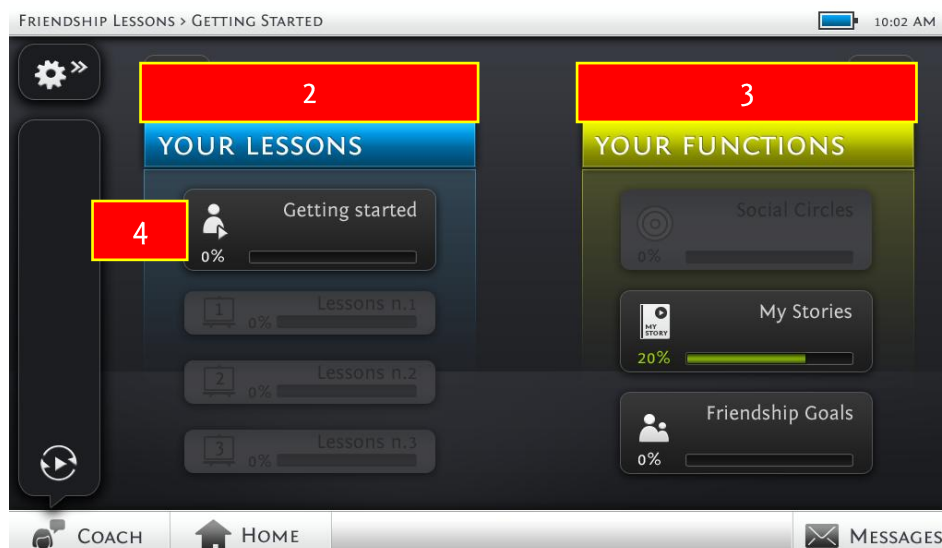 FRIENDSHIP LESSONS > GETTING STARTED
10:02 AM
2
3
YOUR LESSONS
YOUR FUNCTIONS
4
Getting started
0%
Lessons n.1
1
0%
Lessons n.2
2
0%
Lessons n.3
3
0%
Social Circles
0%
My Stories
MY
STORY
20%
Friendship Goals
0%
COACH
HOME
MESSAGES